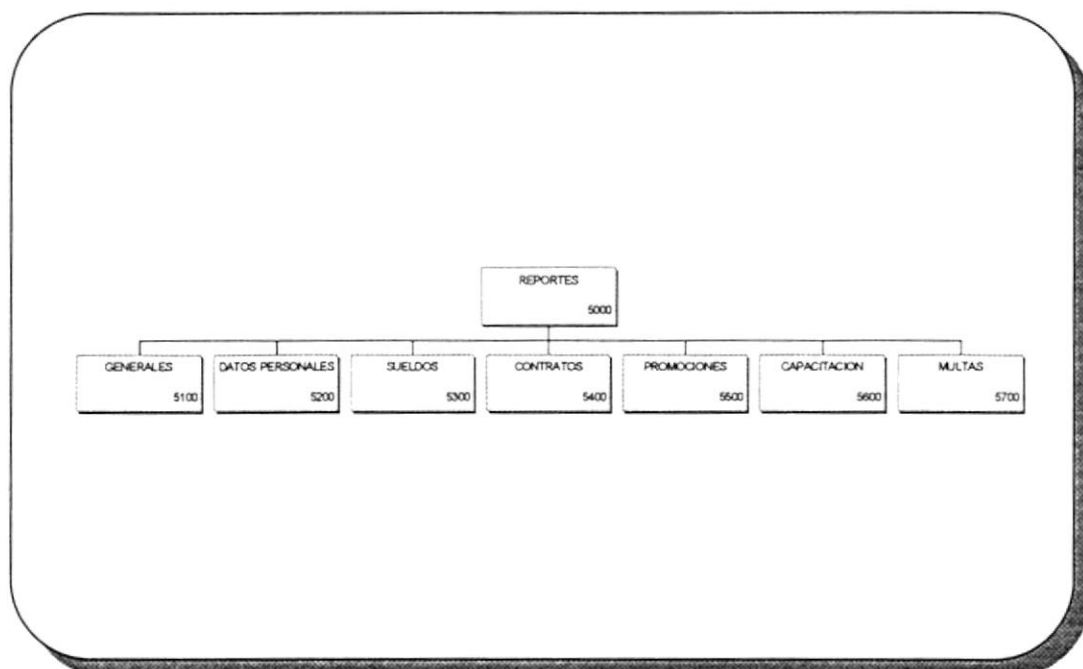 REPORTES
5000
GENERALES
5100
DATOS PERSONALES
5200
SUELDOS
5300
CONTRATOS
5400
PROMOCIONES
5500
CAPACITACION
5600
MULTAS
5700